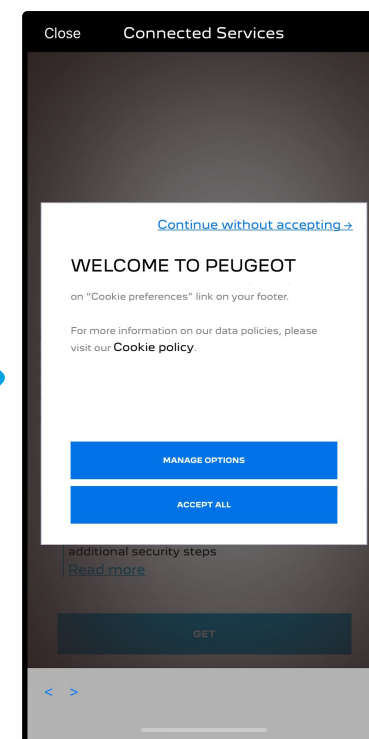 Close Connected Services
Continue without accepting →
WELCOME TO PEUGEOT
on “Cookie preferences” link on your footer.
For more information on our data policies, please
visit our Cookie policy.
MANAGE OPTIONS
ACCEPT ALL
additional security steps
Read more
GET
< >